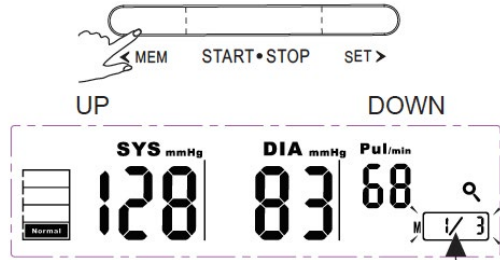 < MEM START•STOP SET >
UP DOWN
SYS mmHg DIA mmHg Pul/min
128 83 68
Normal
M 1/ 3